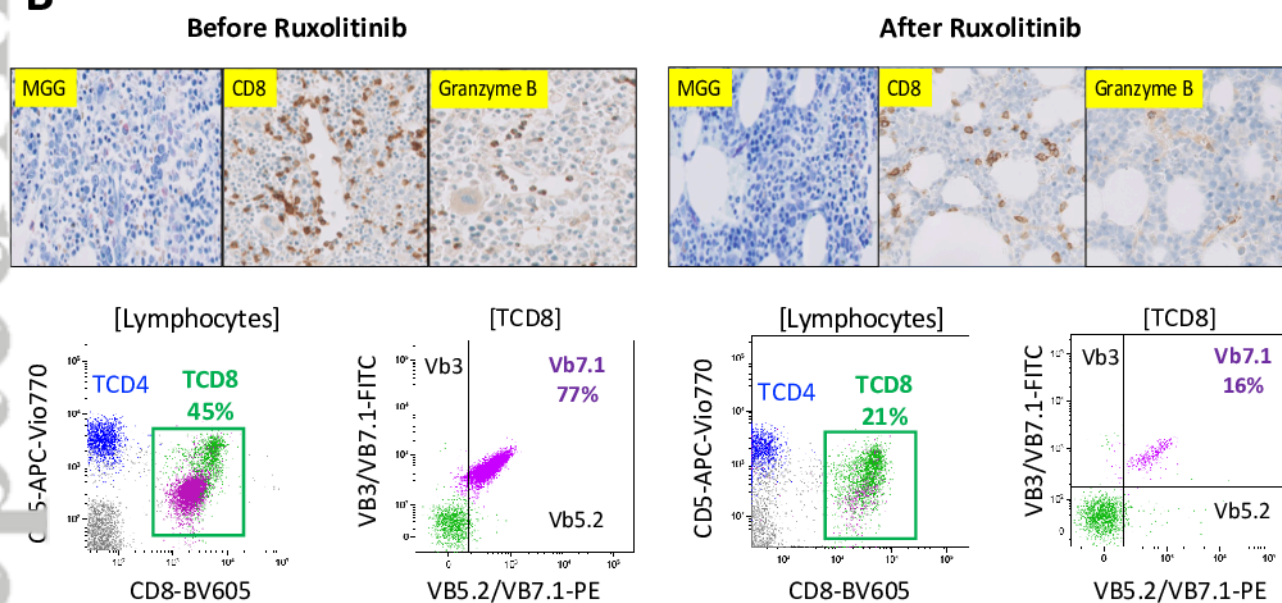 B
Before Ruxolitinib
After Ruxolitinib
MGG
CD8
Granzyme B
MGG
CD8
Granzyme B
[Lymphocytes]
[TCD8]
[Lymphocytes]
[TCD8]
TCD4
TCD8
45%
Vb3
Vb7.1
77%
Vb5.2
TCD4
TCD8
21%
Vb3
Vb7.1
16%
Vb5.2
5-APC-Vio770
VB3/VB7.1-FITC
CD5-APC-Vio770
VB3/VB7.1-FITC
CD8-BV605
VB5.2/VB7.1-PE
CD8-BV605
VB5.2/VB7.1-PE